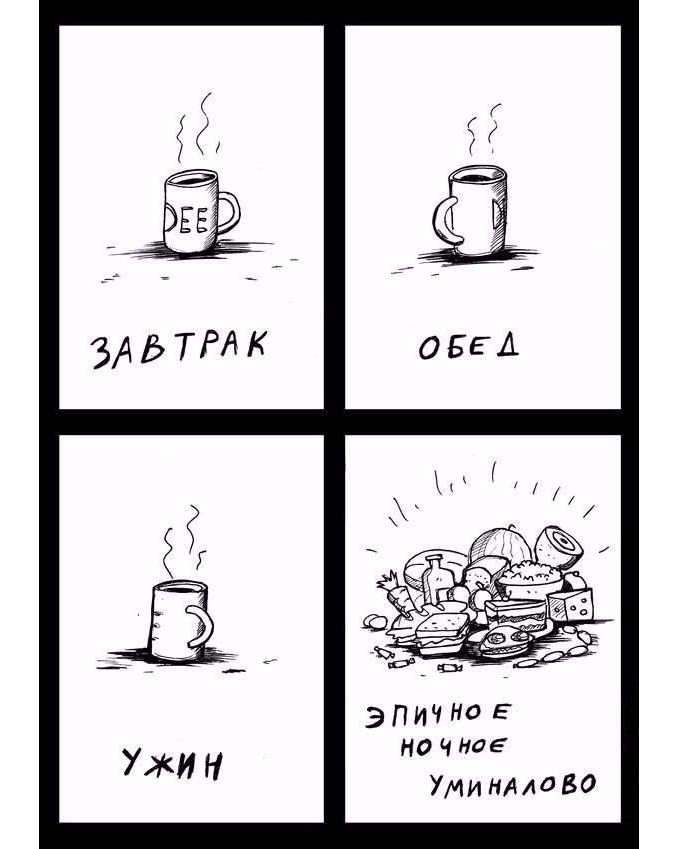 ЗАВТРАК
ОБЕД
УЖИН
ЭПИЧНОЕ
НОЧНОЕ
УМИНАЛОВО